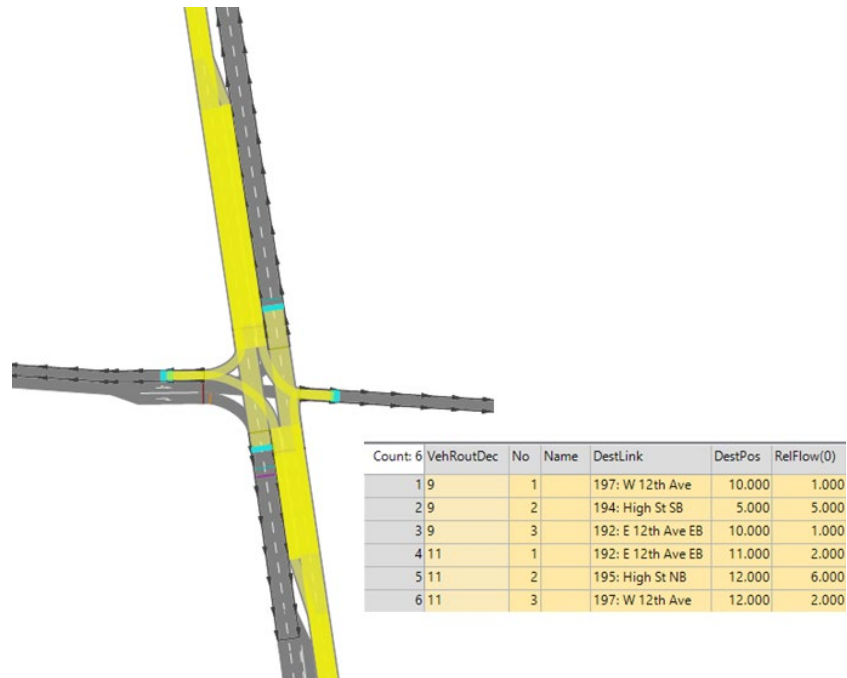 Count: 6 VehRoutDec No Name DestLink DestPos RelFlow(0)
1 9 1 197: W 12th Ave 10.000 1.000
2 9 2 194: High St SB 5.000 5.000
3 9 3 192: E 12th Ave EB 10.000 1.000
4 11 1 192: E 12th Ave EB 11.000 2.000
5 11 2 195: High St NB 12.000 6.000
6 11 3 197: W 12th Ave 12.000 2.000